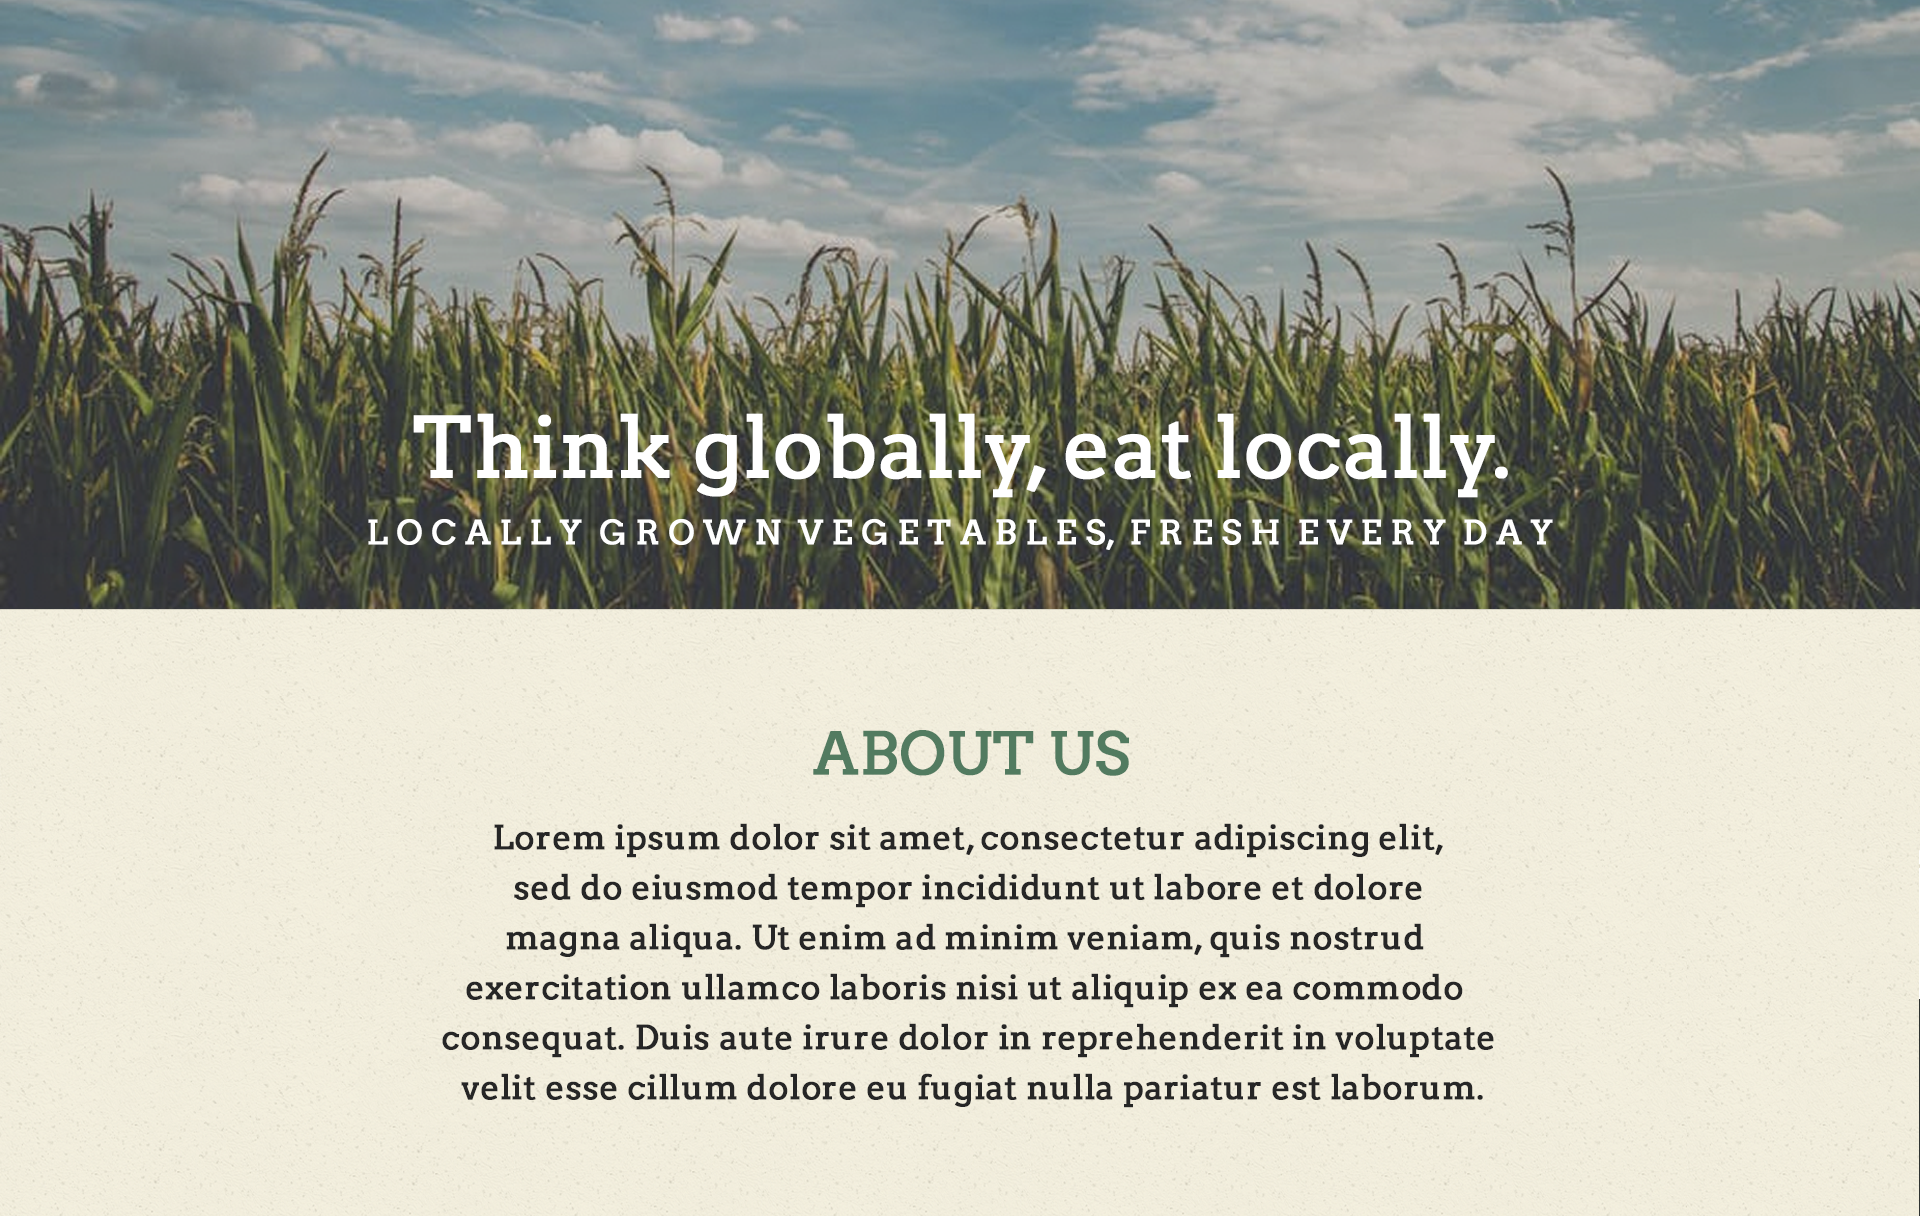 Think globally, eat locally.
LOCALLY GROWN VEGETABLES, FRESH EVERY DAY
ABOUT US
Lorem ipsum dolor sit amet, consectetur adipiscing elit,
sed do eiusmod tempor incididunt ut labore et dolore
magna aliqua. Ut enim ad minim veniam, quis nostrud
exercitation ullamco laboris nisi ut aliquip ex ea commodo
consequat. Duis aute irure dolor in reprehenderit in voluptate
velit esse cillum dolore eu fugiat nulla pariatur est laborum.